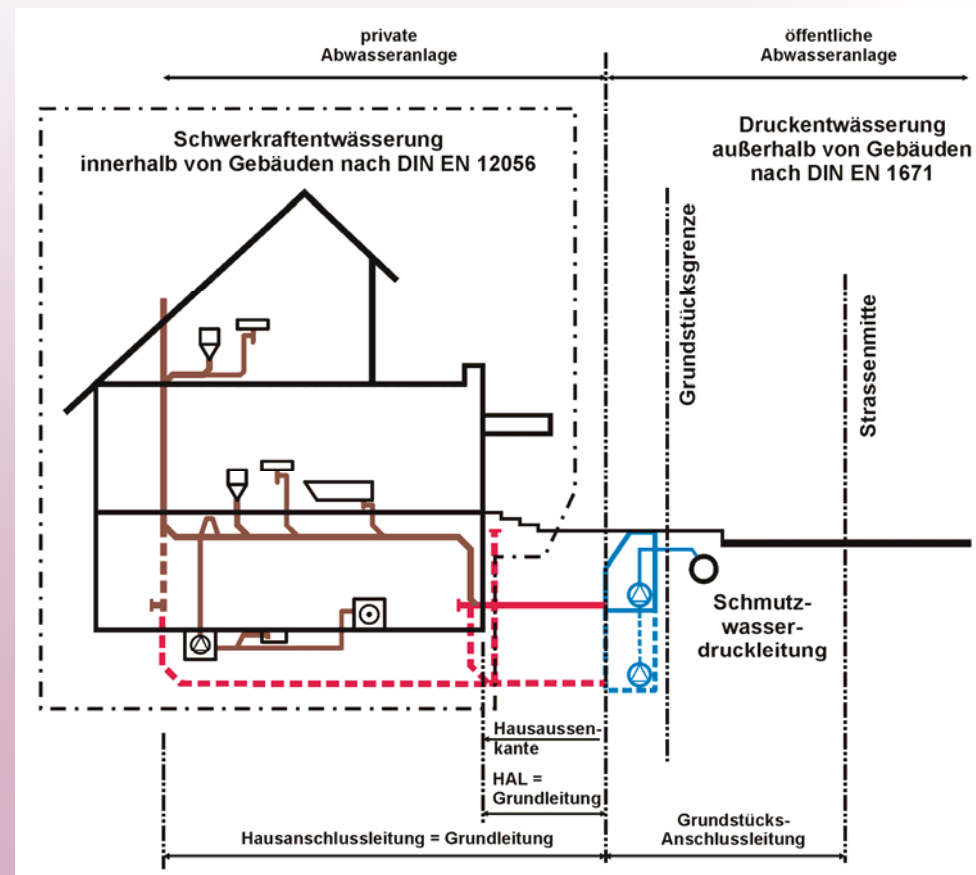 private
Abwasseranlage
öffentliche
Abwasseranlage
Schwerkraftentwässerung
innerhalb von Gebäuden nach DIN EN 12056
Druckentwässerung
außerhalb von Gebäuden
nach DIN EN 1671
Grundstücksgrenze
Strassenmitte
Schmutz-
wasser-
druckleitung
Hausaussen-
kante
HAL =
Grundleitung
Hausanschlussleitung = Grundleitung
Grundstücks-
Anschlussleitung